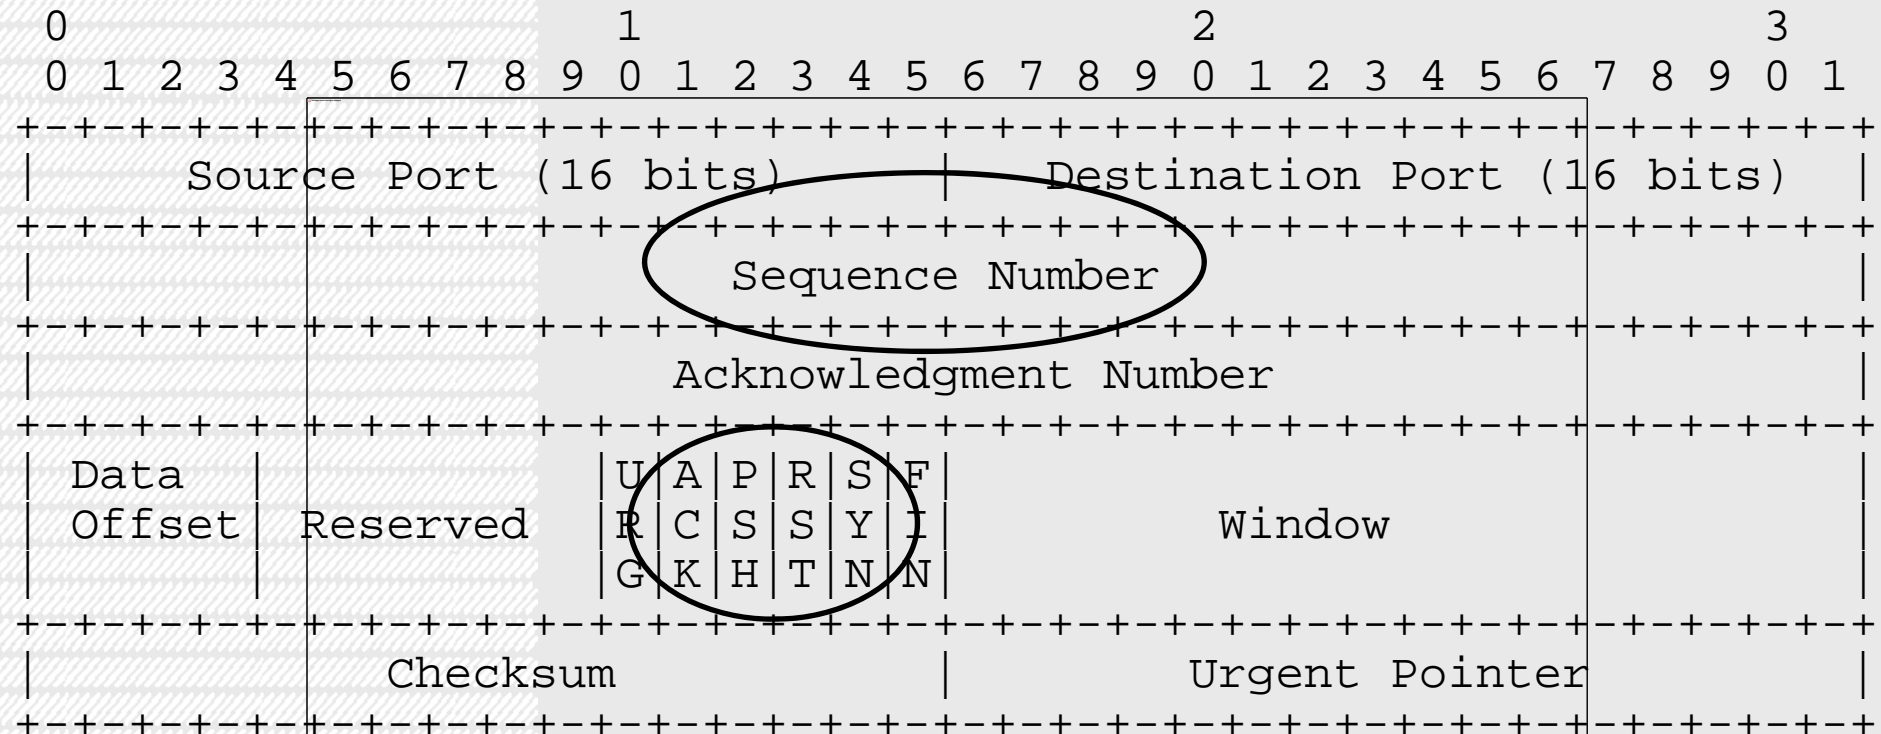 0                   1                   2                   3
0 1 2 3 4 5 6 7 8 9 0 1 2 3 4 5 6 7 8 9 0 1 2 3 4 5 6 7 8 9 0 1
+-+-+-+-+-+-+-+-+-+-+-+-+-+-+-+-+-+-+-+-+-+-+-+-+-+-+-+-+-+-+-+-+
|     Source Port (16 bits)     |   Destination Port (16 bits)  |
+-+-+-+-+-+-+-+-+-+-+-+-+-+-+-+-+-+-+-+-+-+-+-+-+-+-+-+-+-+-+-+-+
|                        Sequence Number                        |
+-+-+-+-+-+-+-+-+-+-+-+-+-+-+-+-+-+-+-+-+-+-+-+-+-+-+-+-+-+-+-+-+
|                      Acknowledgment Number                    |
+-+-+-+-+-+-+-+-+-+-+-+-+-+-+-+-+-+-+-+-+-+-+-+-+-+-+-+-+-+-+-+-+
| Data  |           |U|A|P|R|S|F|                               |
| Offset| Reserved  |R|C|S|S|Y|I|         Window                |
|       |           |G|K|H|T|N|N|                               |
+-+-+-+-+-+-+-+-+-+-+-+-+-+-+-+-+-+-+-+-+-+-+-+-+-+-+-+-+-+-+-+-+
|            Checksum           |        Urgent Pointer         |
+-+-+-+-+-+-+-+-+-+-+-+-+-+-+-+-+-+-+-+-+-+-+-+-+-+-+-+-+-+-+-+-+